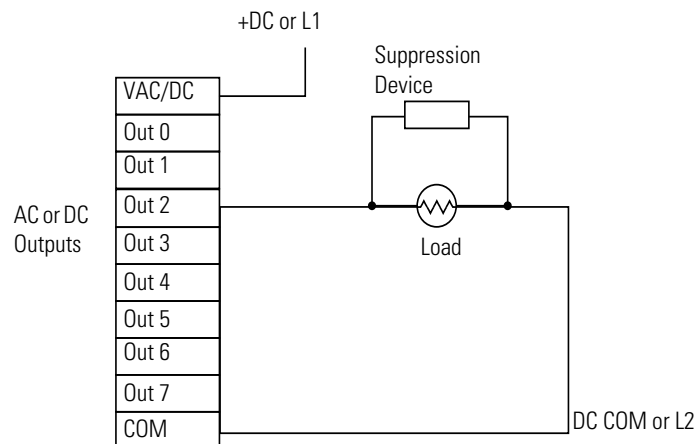 +DC or L1
Suppression
Device
VAC/DC
Out 0
Out 1
Out 2
Out 3
Out 4
Out 5
Out 6
Out 7
COM
AC or DC
Outputs
Load
DC COM or L2